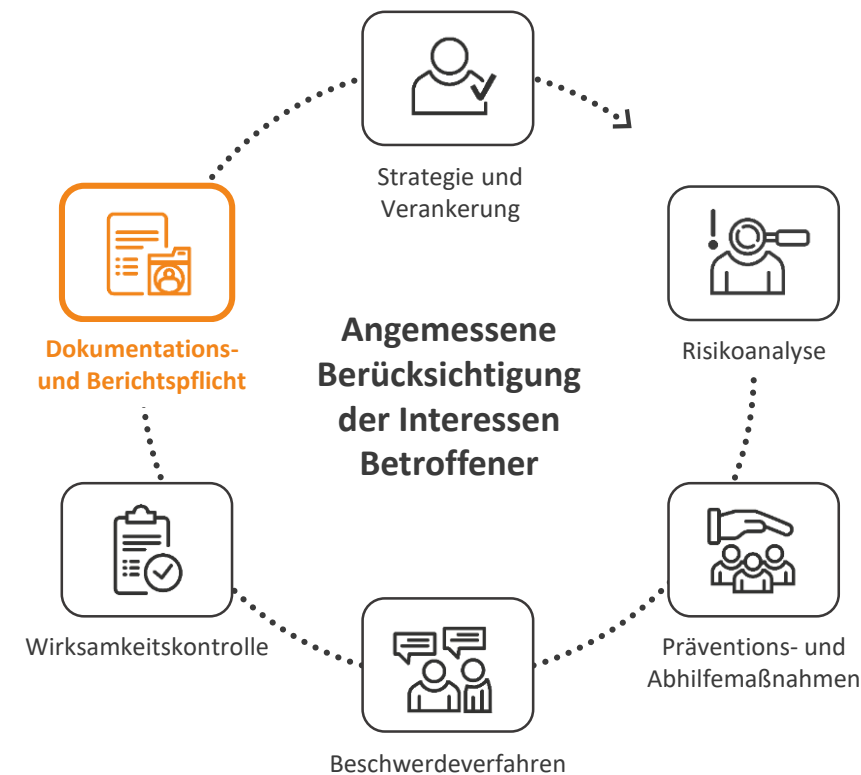 Strategie und
Verankerung
Risikoanalyse
Präventions- und
Abhilfemaßnahmen
Beschwerdeverfahren
Wirksamkeitskontrolle
Dokumentations-
und Berichtspflicht
Angemessene
Berücksichtigung
der Interessen
Betroffener